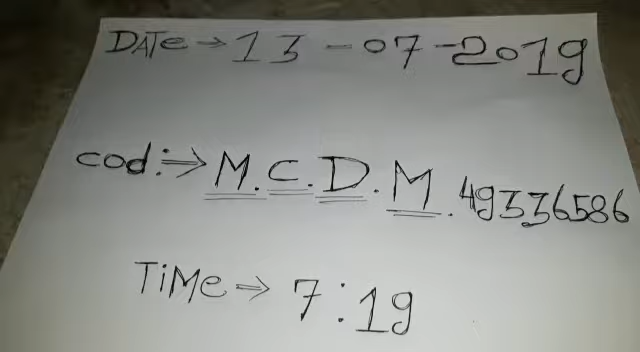 DATe → 13-07-2019
cod:⇒ M.C.D.M.49336586
TiMe ⇒ 7:19